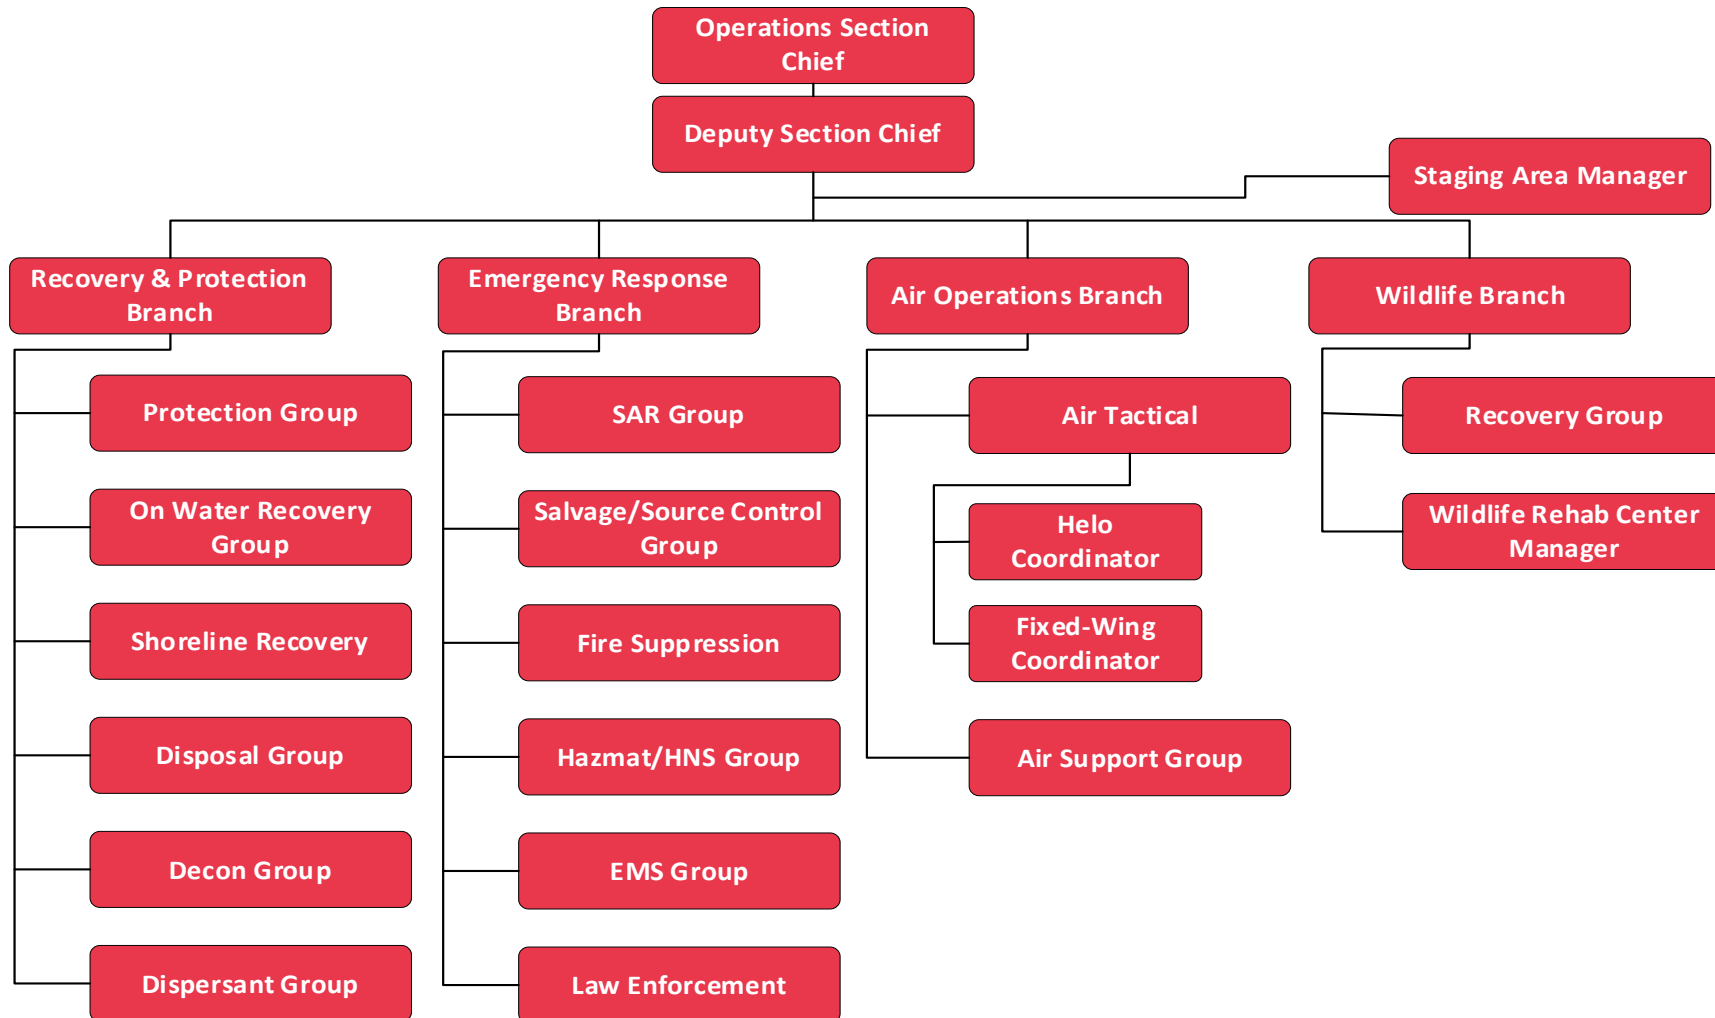 Operations Section
Chief
Deputy Section Chief
Staging Area Manager
Recovery & Protection
Branch
Emergency Response
Branch
Air Operations Branch
Wildlife Branch
Protection Group
On Water Recovery
Group
Shoreline Recovery
Disposal Group
Decon Group
Dispersant Group
SAR Group
Salvage/Source Control
Group
Fire Suppression
Hazmat/HNS Group
EMS Group
Law Enforcement
Air Tactical
Helo
Coordinator
Fixed-Wing
Coordinator
Air Support Group
Recovery Group
Wildlife Rehab Center
Manager